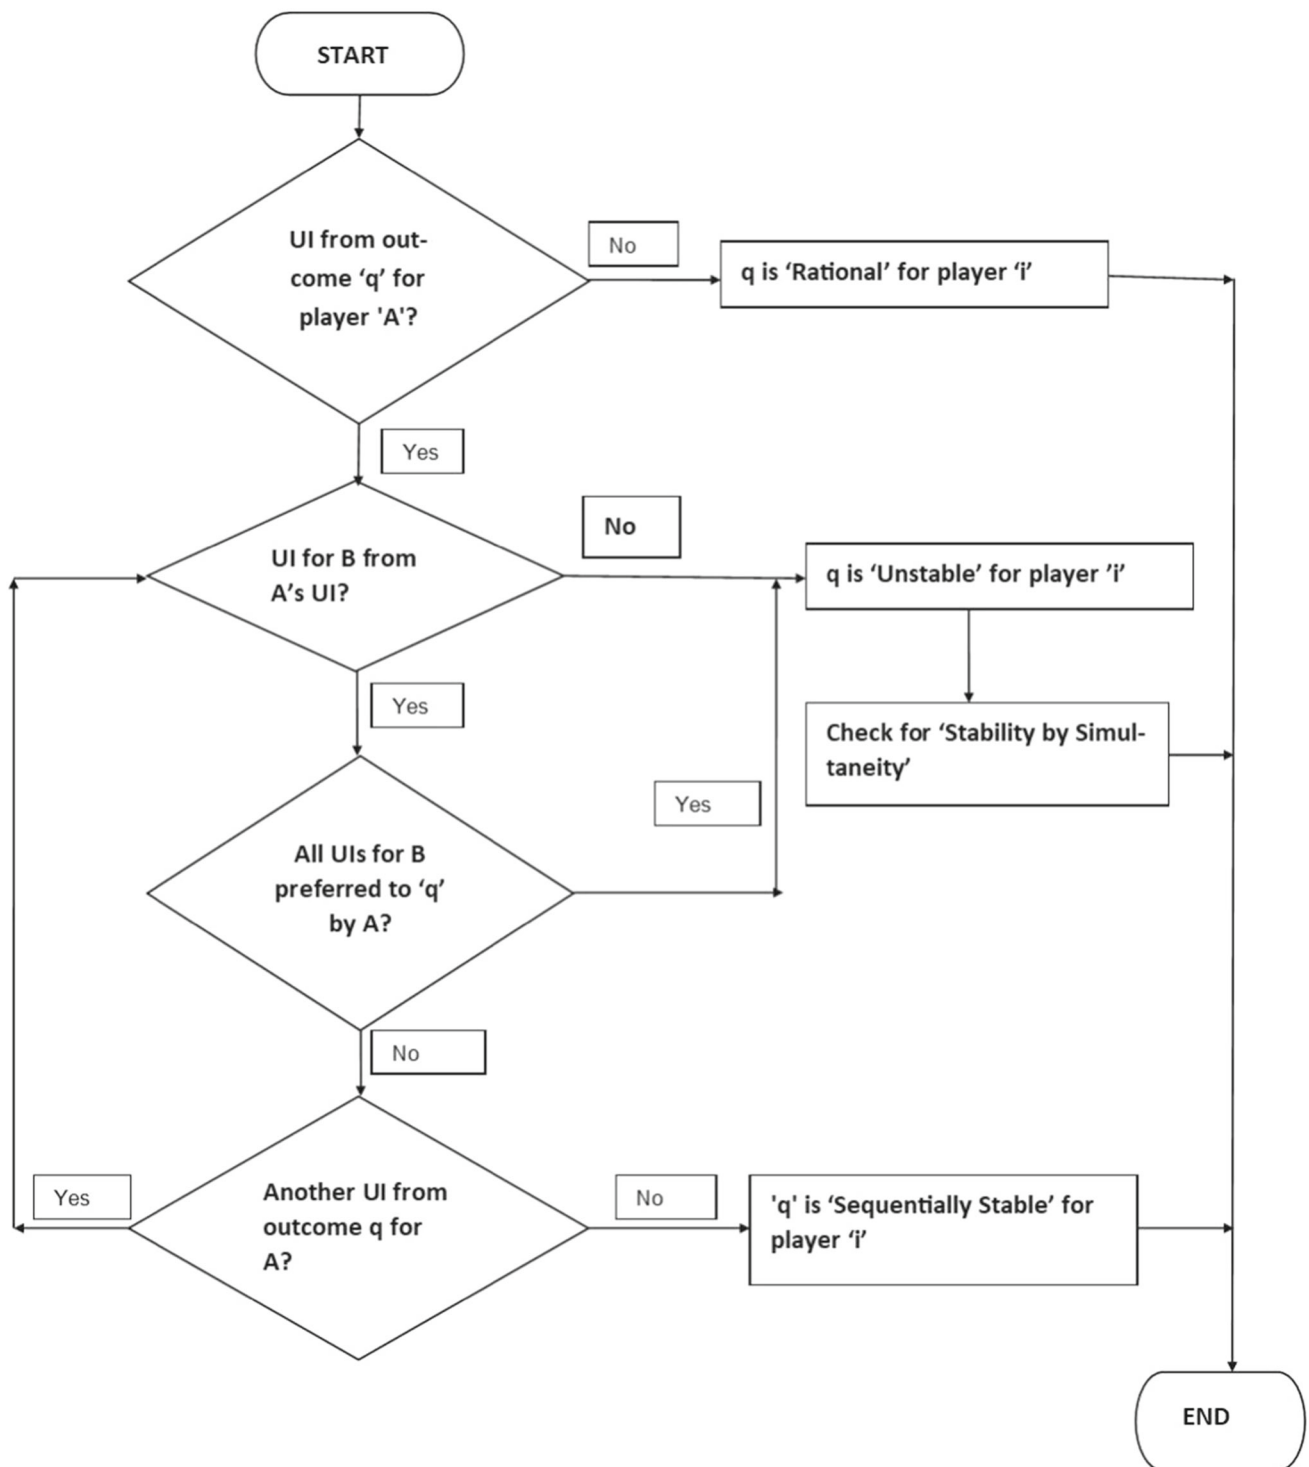 START
UI from out-
come ‘q’ for
player 'A'?
No
q is ‘Rational’ for player ‘i’
Yes
UI for B from
A’s UI?
No
q is ‘Unstable’ for player ’i’
Yes
Check for ‘Stability by Simul-
taneity’
All UIs for B
preferred to ‘q’
by A?
Yes
No
Another UI from
outcome q for
A?
Yes
No
'q' is ‘Sequentially Stable’ for
player ‘i’
END